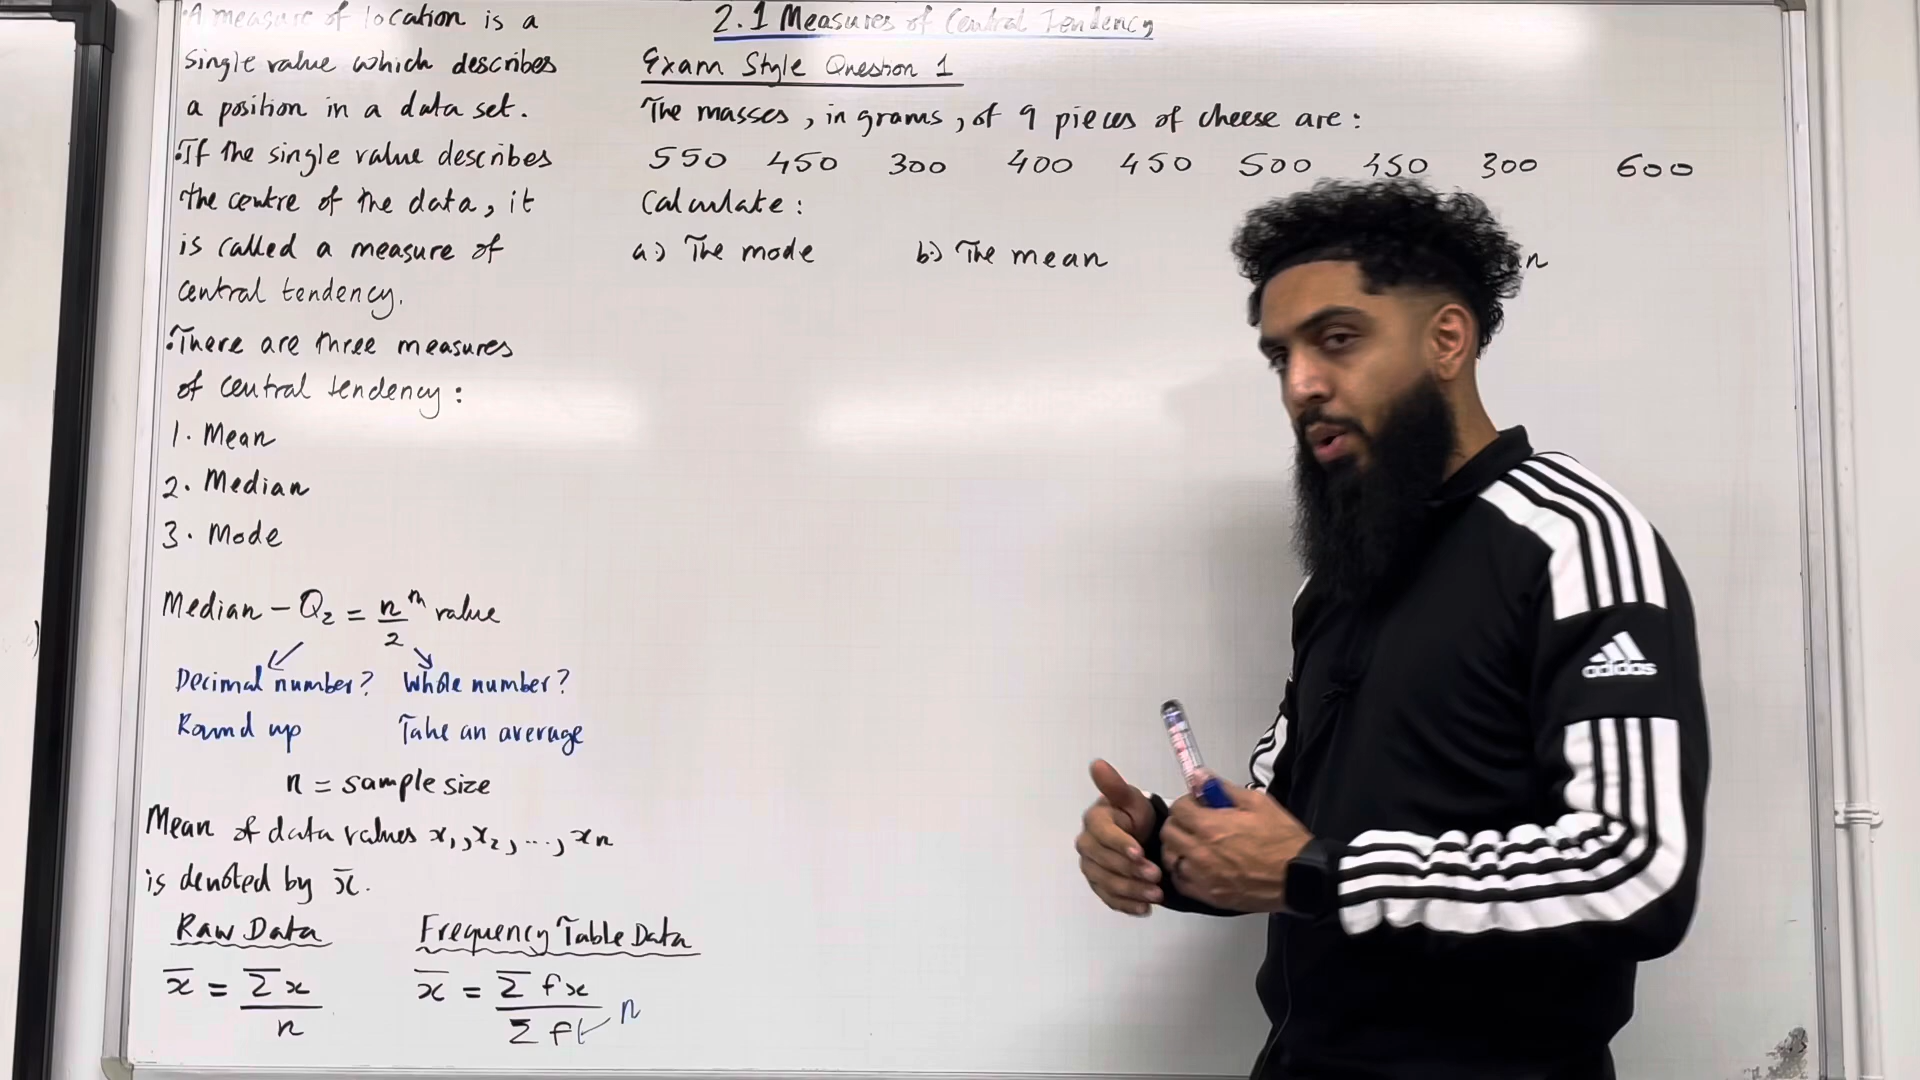 ·A measure of location is a
single value which describes
a position in a data set.
·If the single value describes
the centre of the data, it
is called a measure of
central tendency.
·There are three measures
of central tendency:
1. Mean
2. Median
3. Mode
Median - Q₂ = n/2 th value
Decimal number? Whole number?
Round up Take an average
n = sample size
Mean of data values x₁, x₂, ..., xn
is denoted by x̄.
Raw Data Frequency Table Data
x̄ = Σx/n x̄ = Σfx/Σf n
2.1 Measures of Central Tendency
Exam Style Question 1
The masses, in grams, of 9 pieces of cheese are:
550 450 300 400 450 500 450 300 600
Calculate:
a.) The mode b.) The mean
adidas